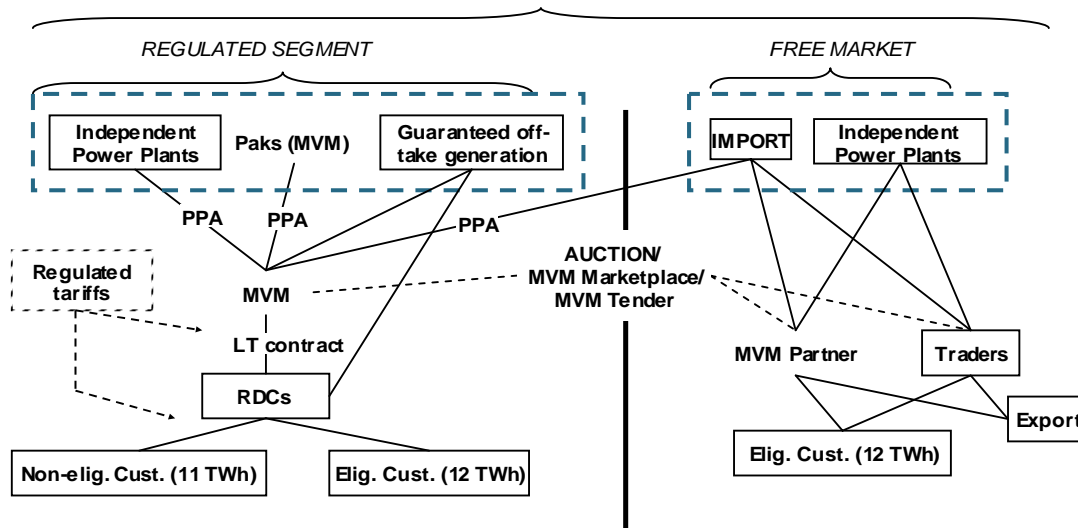 REGULATED SEGMENT
FREE MARKET
Independent
Power Plants
Paks (MVM)
Guaranteed off-
take generation
IMPORT
Independent
Power Plants
PPA
PPA
PPA
Regulated
tariffs
MVM
AUCTION/
MVM Marketplace/
MVM Tender
LT contract
MVM Partner
Traders
RDCs
Export
Non-elig. Cust. (11 TWh)
Elig. Cust. (12 TWh)
Elig. Cust. (12 TWh)